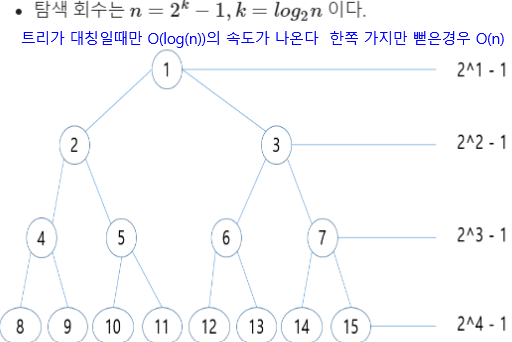 • 탐색 회수는 n = 2^k − 1, k = log_2 n 이다.
트리가 대칭일때만 O(log(n))의 속도가 나온다 한쪽 가지만 뻗은경우 O(n)
1 2^1 - 1
2 3 2^2 - 1
4 5 6 7 2^3 - 1
8 9 10 11 12 13 14 15 2^4 - 1